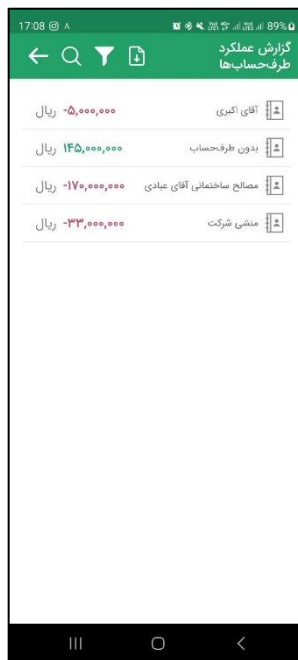 17:08 89%
گزارش عملکرد
طرف‌حساب‌ها
آقای اکبری -۵,۰۰۰,۰۰۰ ریال
بدون طرف‌حساب ۱۴۵,۰۰۰,۰۰۰ ریال
مصالح ساختمانی آقای عبادی -۱۷۰,۰۰۰,۰۰۰ ریال
منشی شرکت -۳۳,۰۰۰,۰۰۰ ریال